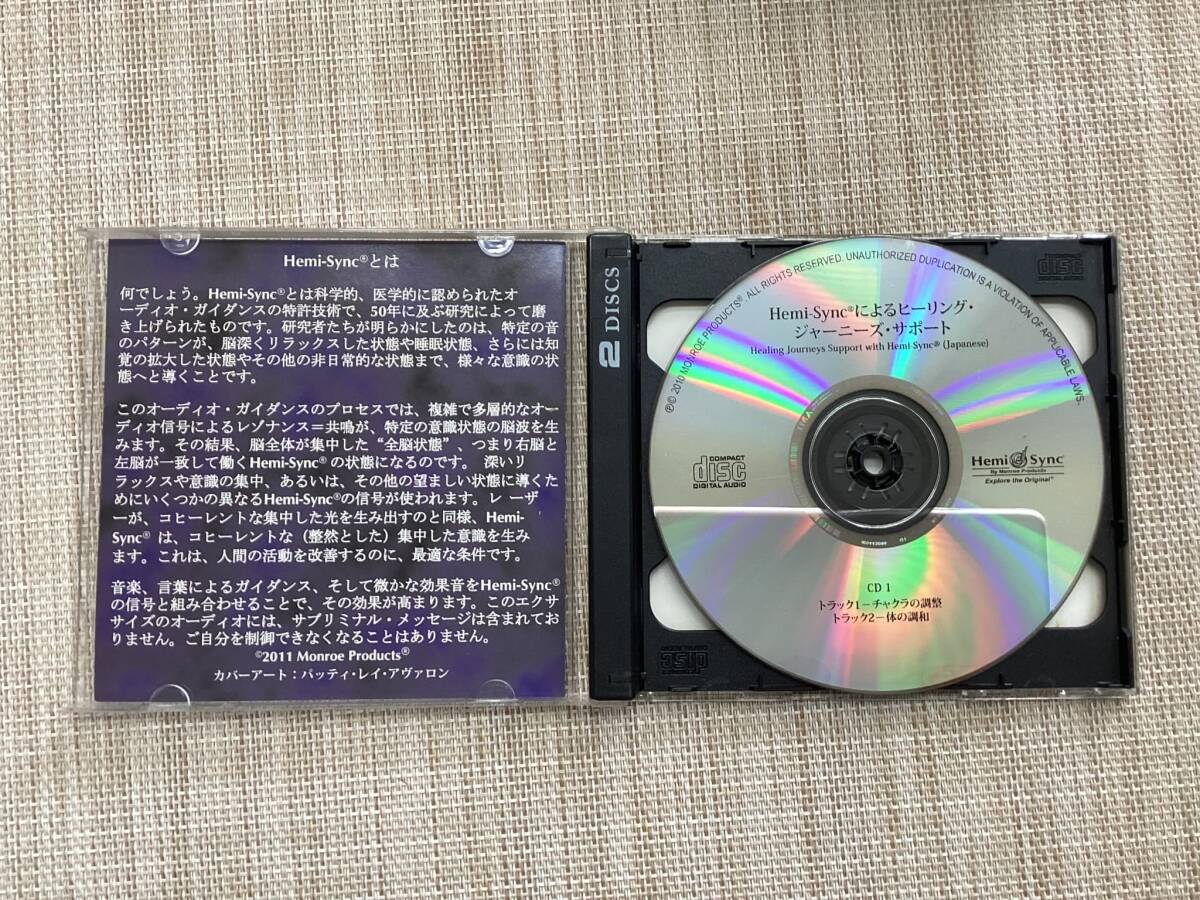 Hemi-Sync®とは
何でしょう。Hemi-Sync®とは科学的、医学的に認められたオ
ーディオ・ガイダンスの特許技術で、50年に及ぶ研究によって磨
き上げられたものです。研究者たちが明らかにしたのは、特定の音
のパターンが、脳深くリラックスした状態や睡眠状態、さらには知
覚の拡大した状態やその他の非日常的な状態まで、様々な意識の状
態へと導くことです。
このオーディオ・ガイダンスのプロセスでは、複雑で多層的なオー
ディオ信号によるレゾナンス＝共鳴が、特定の意識状態の脳波を生
みます。その結果、脳全体が集中した“全脳状態”、つまり右脳と
左脳が一致して働くHemi-Sync® の状態になるのです。 深いリ
ラックスや意識の集中、あるいは、その他の望ましい状態に導くた
めにいくつかの異なるHemi-Sync®の信号が使われます。レ ーザ
ーが、コヒーレントな集中した光を生み出すのと同様、Hemi-
Sync® は、コヒーレントな（整然とした）集中した意識を生み
ます。これは、人間の活動を改善するのに、最適な条件です。
音楽、言葉によるガイダンス、そして微かな効果音をHemi-Sync®
の信号と組み合わせることで、その効果が高まります。このエクサ
サイズのオーディオには、サブリミナル・メッセージは含まれてお
りません。ご自分を制御できなくなることはありません。
©2011 Monroe Products®
カバーアート：パッティ・レイ・アヴァロン
2 DISCS
℗© 2010 MONROE PRODUCTS® ALL RIGHTS RESERVED. UNAUTHORIZED DUPLICATION IS A VIOLATION OF APPLICABLE LAWS.
Hemi-Sync®によるヒーリング・
ジャーニーズ・サポート
Healing Journeys Support with Hemi-Sync® (Japanese)
COMPACT
disc
DIGITAL AUDIO
Hemi Sync®
By Monroe Products
Explore the Original®
CD 1
トラック1－チャクラの調整
トラック2－体の調和